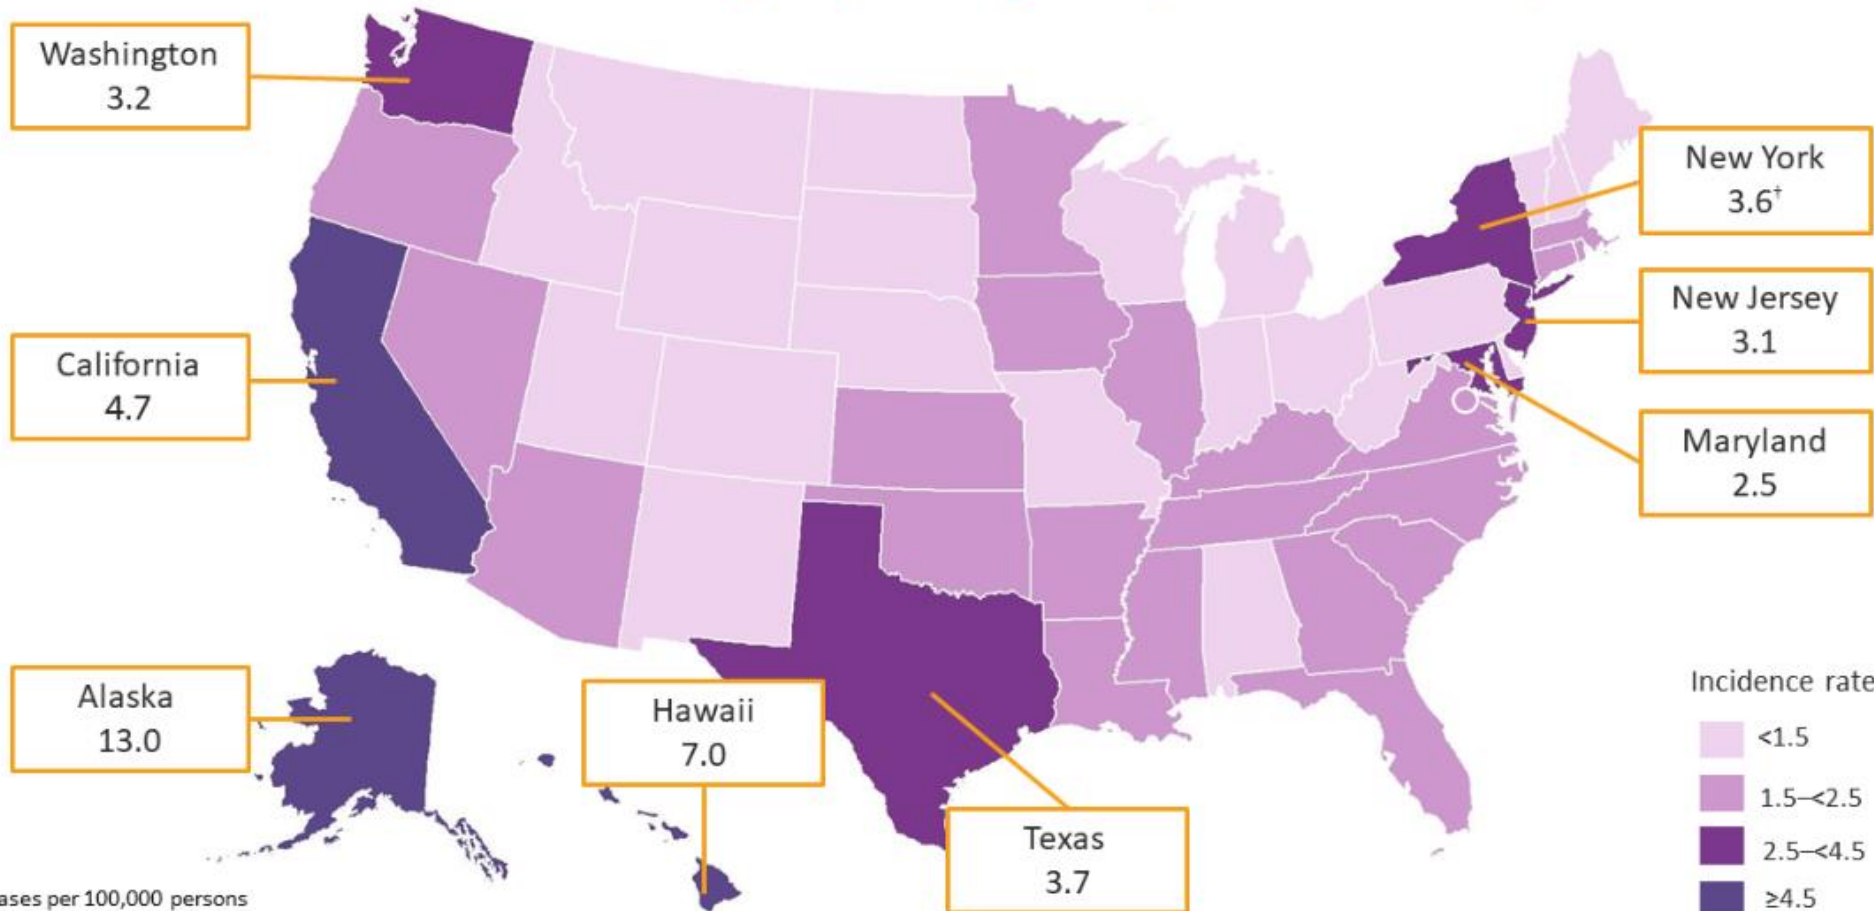 Washington
3.2
New York
3.6†
New Jersey
3.1
California
4.7
Maryland
2.5
Alaska
13.0
Hawaii
7.0
Texas
3.7
Incidence rate
<1.5
1.5–<2.5
2.5–<4.5
≥4.5
per 100,000 persons